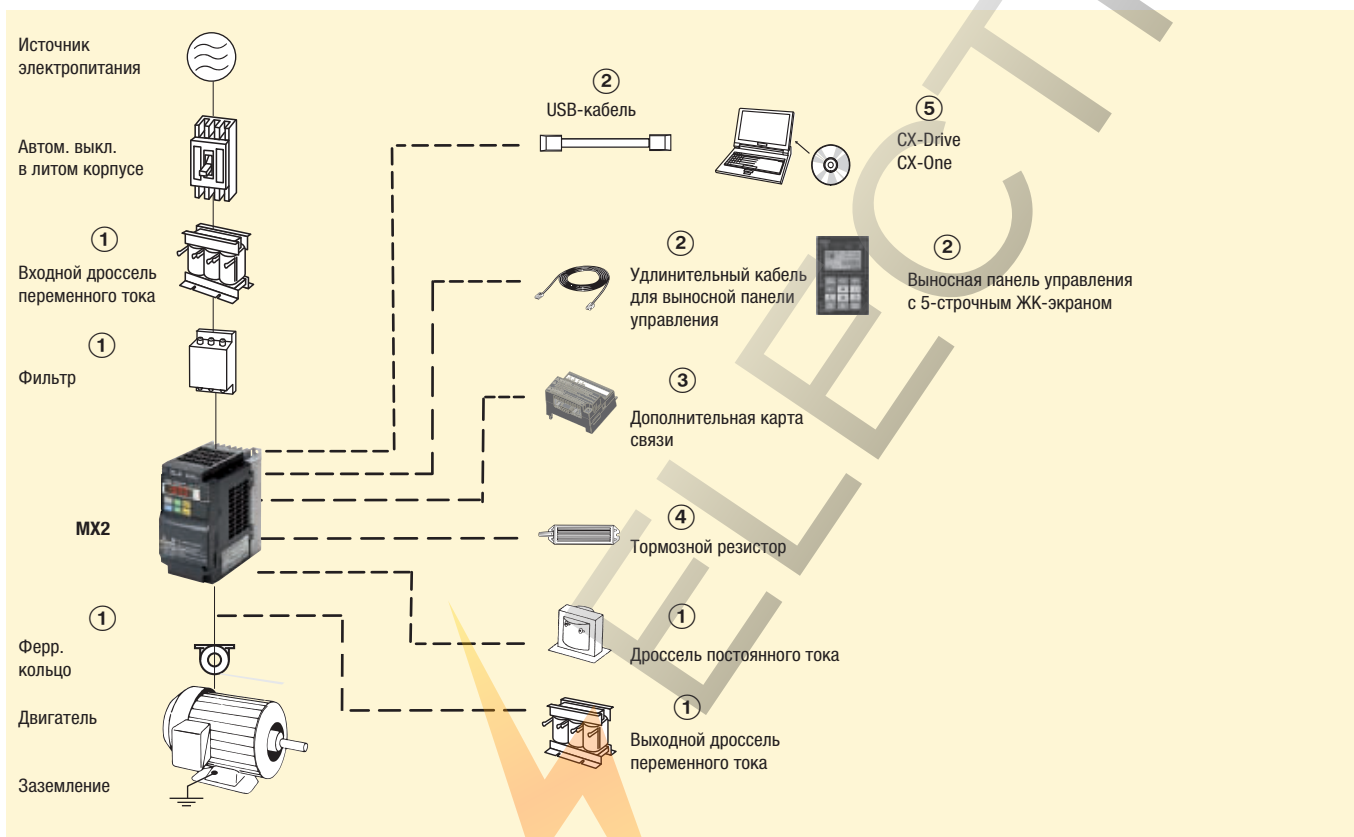 Источник
электропитания
Автом. выкл.
в литом корпусе
1
Входной дроссель
переменного тока
1
Фильтр
MX2
1
Ферр.
кольцо
Двигатель
Заземление
2
USB-кабель
5
CX-Drive
CX-One
2
Удлинительный кабель
для выносной панели
управления
2
Выносная панель управления
с 5-строчным ЖК-экраном
3
Дополнительная карта
связи
4
Тормозной резистор
1
Дроссель постоянного тока
1
Выходной дроссель
переменного тока